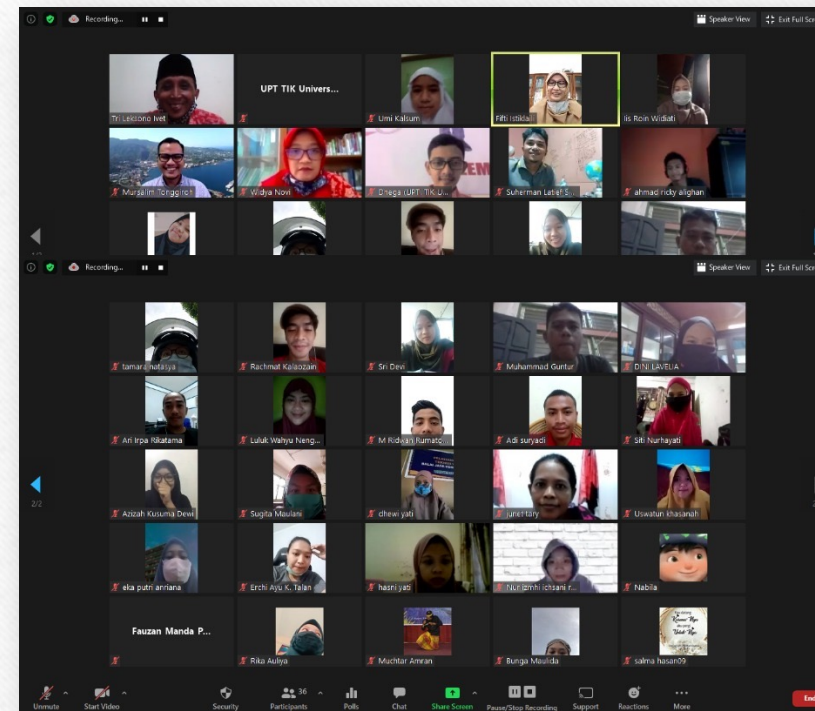 Recording...
Speaker View
Exit Full Scr
Tri Leksono Ivet
UPT TIK Univers...
Umi Kalsum
Fifti Istiklaili
Iis Roin Widiati
Mursalim Tonggiroh
Widya Novi
Dhega (UPT TIK U...
Suherman Latief S...
ahmad ricky alighan
Recording...
Speaker View
Exit Full Scr
tamara natasya
Rachmat Kalaozain
Sri Devi
Muhammad Guntur
DINI LAVELIA
Ari Irpa Rikatama
Luluk Wahyu Neng...
M Ridwan Rumato...
Adi suryadi
Siti Nurhayati
2/2
Azizah Kusuma Dewi
Sugita Maulani
dhewi yati
junet tary
Uswatun khasanah
eka putri anriana
Erchi Ayu K. Talan
hasni yati
Nur izmhi ichsani r...
Nabila
Fauzan Manda P...
Rika Auliya
Muchtar Amran
Bunga Maulida
salma hasan09
Unmute
Start Video
Security
Participants
36
Polls
Chat
Share Screen
Pause/Stop Recording
Support
Reactions
More
End